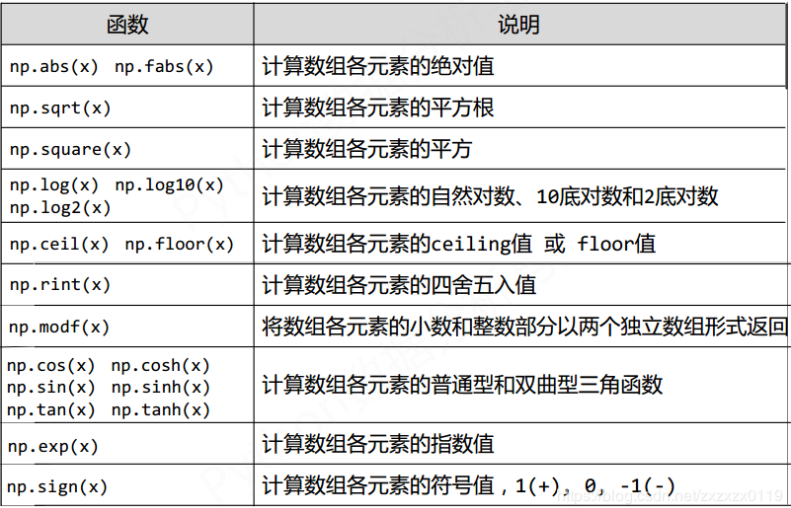 函数 说明
np.abs(x) np.fabs(x) 计算数组各元素的绝对值
np.sqrt(x) 计算数组各元素的平方根
np.square(x) 计算数组各元素的平方
np.log(x) np.log10(x)
np.log2(x)
计算数组各元素的自然对数、10底对数和2底对数
np.ceil(x) np.floor(x) 计算数组各元素的ceiling值 或 floor值
np.rint(x) 计算数组各元素的四舍五入值
np.modf(x) 将数组各元素的小数和整数部分以两个独立数组形式返回
np.cos(x) np.cosh(x)
np.sin(x) np.sinh(x)
np.tan(x) np.tanh(x)
计算数组各元素的普通型和双曲型三角函数
np.exp(x) 计算数组各元素的指数值
np.sign(x) 计算数组各元素的符号值,1(+), 0, -1(-)
https://blog.csdn.net/zxzxzx0119